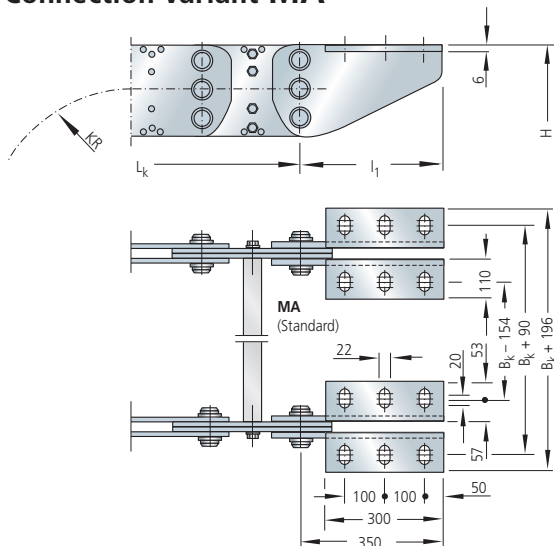 Connection variant MA
6
H
KR
Lk
l1
MA
(Standard)
110
22
20
53
Bk – 154
Bk + 90
Bk + 196
57
100
100
50
300
350